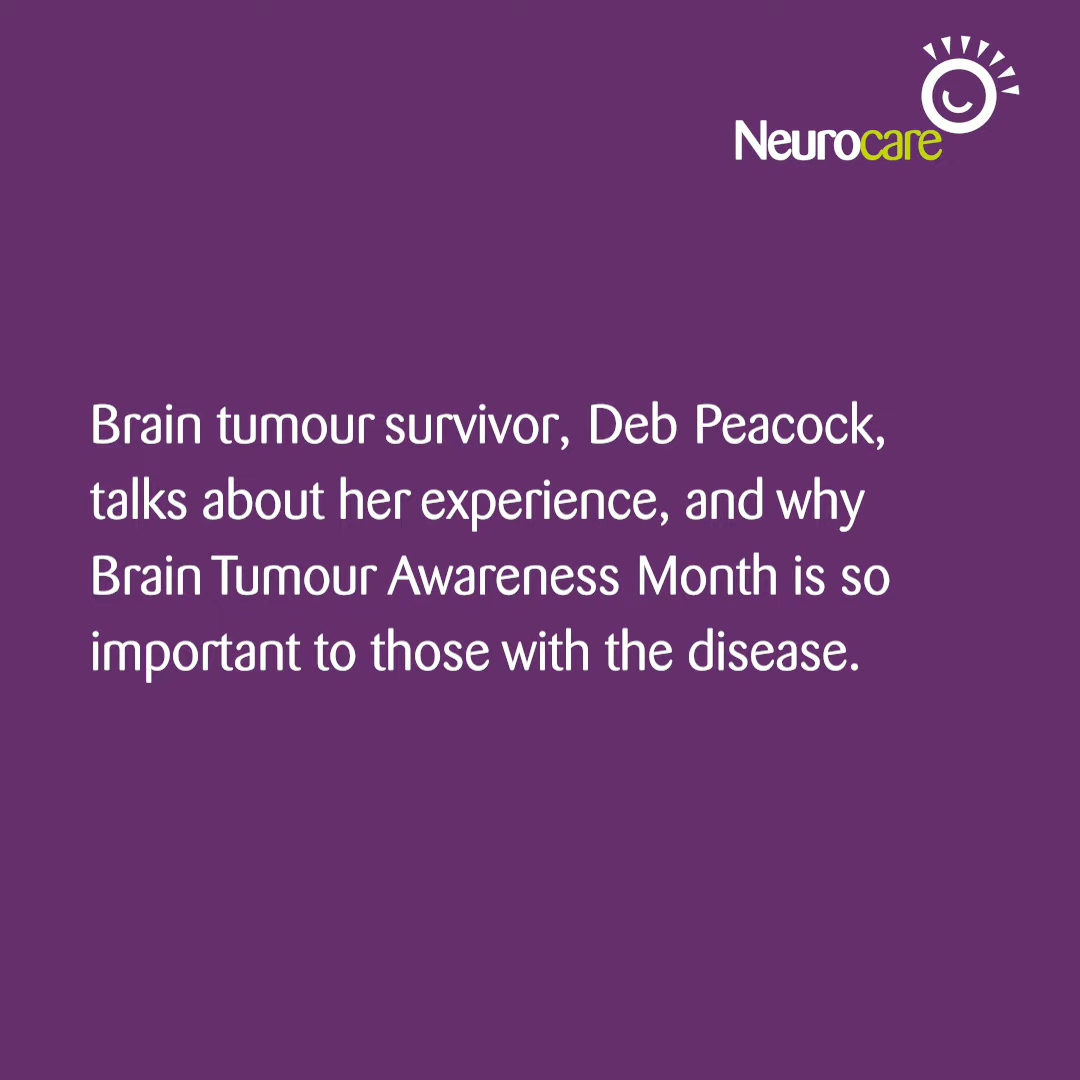 Neurocare
Brain tumour survivor, Deb Peacock,
talks about her experience, and why
Brain Tumour Awareness Month is so
important to those with the disease.